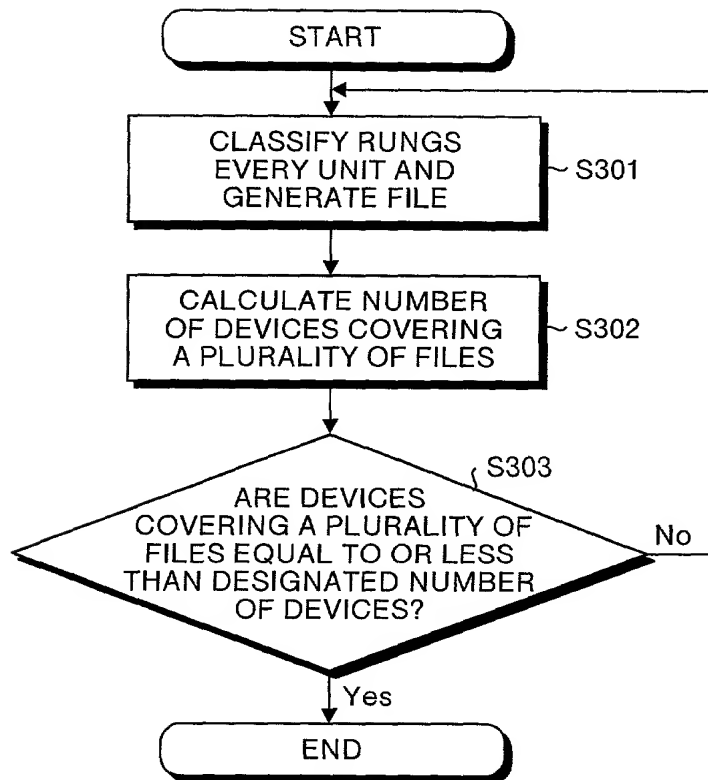 START
CLASSIFY RUNGS
EVERY UNIT AND
GENERATE FILE
S301
CALCULATE NUMBER
OF DEVICES COVERING
A PLURALITY OF FILES
S302
S303
ARE DEVICES
COVERING A PLURALITY OF
FILES EQUAL TO OR LESS
THAN DESIGNATED NUMBER
OF DEVICES?
No
Yes
END